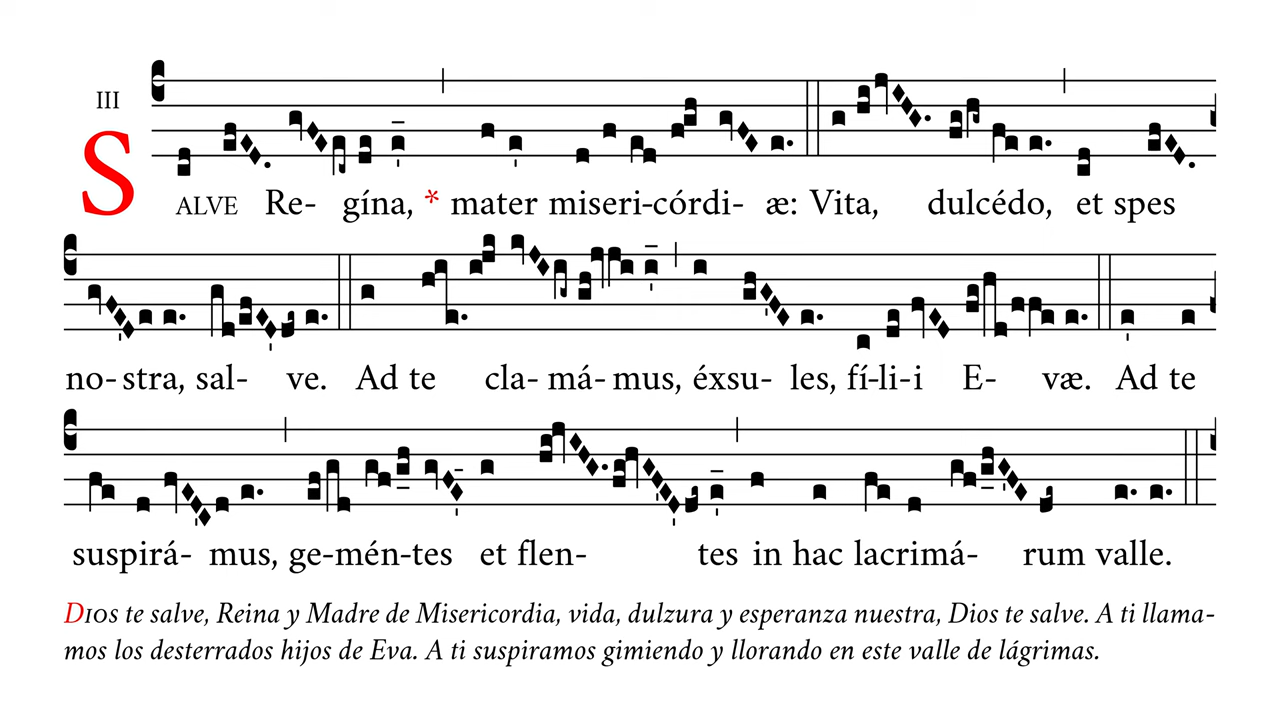 III
SALVE Re- gína, * mater miseri-córdi- æ: Vita, dulcédo, et spes
no-stra, sal- ve. Ad te cla- má-mus, éxsu- les, fí-li-i E- væ. Ad te
suspirá- mus, ge-mén-tes et flen- tes in hac lacrimá- rum valle.
DIOS te salve, Reina y Madre de Misericordia, vida, dulzura y esperanza nuestra, Dios te salve. A ti llama-
mos los desterrados hijos de Eva. A ti suspiramos gimiendo y llorando en este valle de lágrimas.